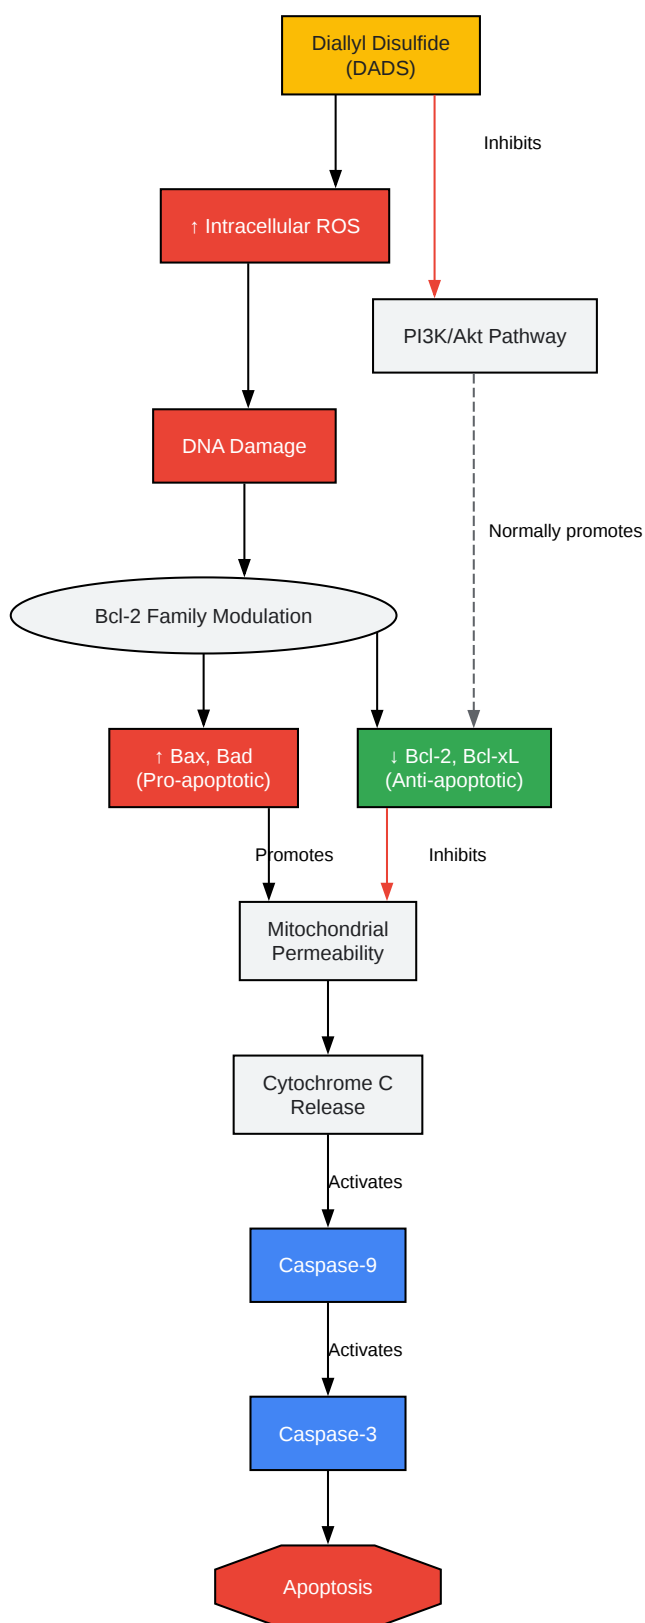 Diallyl Disulfide
(DADS)
Inhibits
↑ Intracellular ROS
PI3K/Akt Pathway
DNA Damage
Normally promotes
Bcl-2 Family Modulation
↑ Bax, Bad
(Pro-apoptotic)
↓ Bcl-2, Bcl-xL
(Anti-apoptotic)
Promotes
Inhibits
Mitochondrial
Permeability
Cytochrome C
Release
Activates
Caspase-9
Activates
Caspase-3
Apoptosis